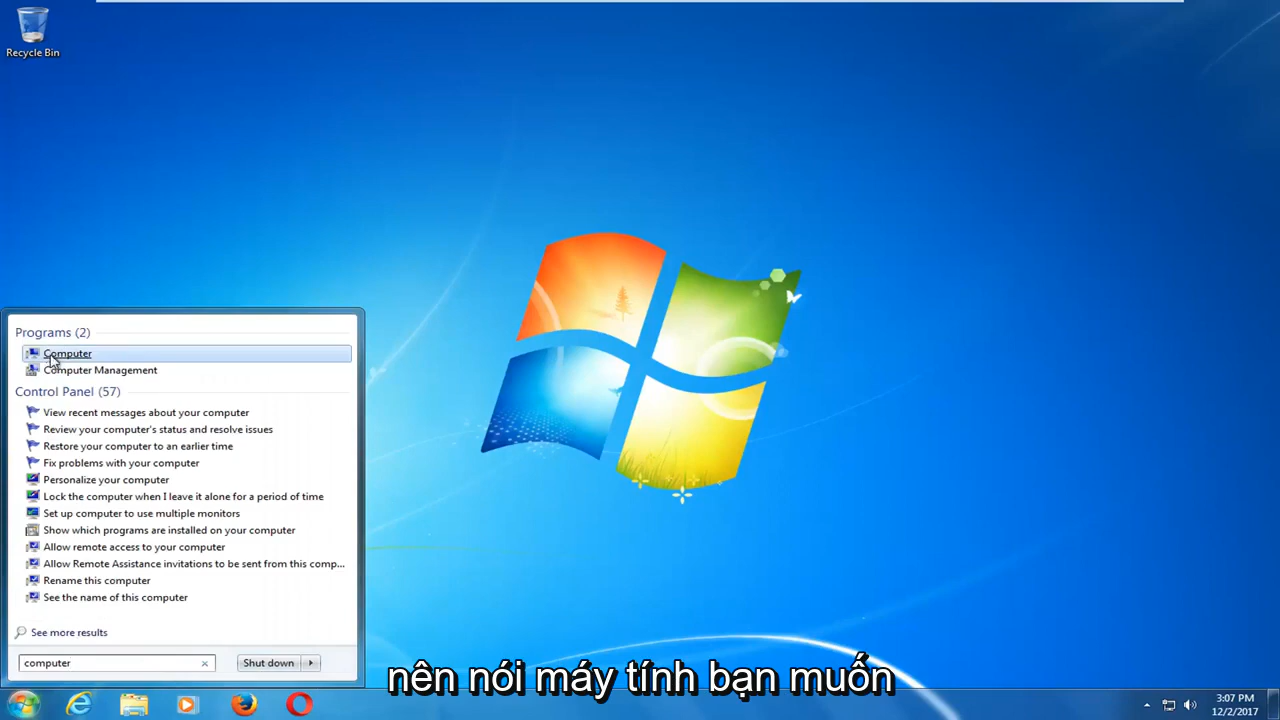 Recycle Bin
Programs (2)
Computer
Computer Management
Control Panel (57)
View recent messages about your computer
Review your computer's status and resolve issues
Restore your computer to an earlier time
Fix problems with your computer
Personalize your computer
Lock the computer when I leave it alone for a period of time
Set up computer to use multiple monitors
Show which programs are installed on your computer
Allow remote access to your computer
Allow Remote Assistance invitations to be sent from this comp...
Rename this computer
See the name of this computer
See more results
computer
Shut down
nên nói máy tính bạn muốn
3:07 PM
12/2/2017